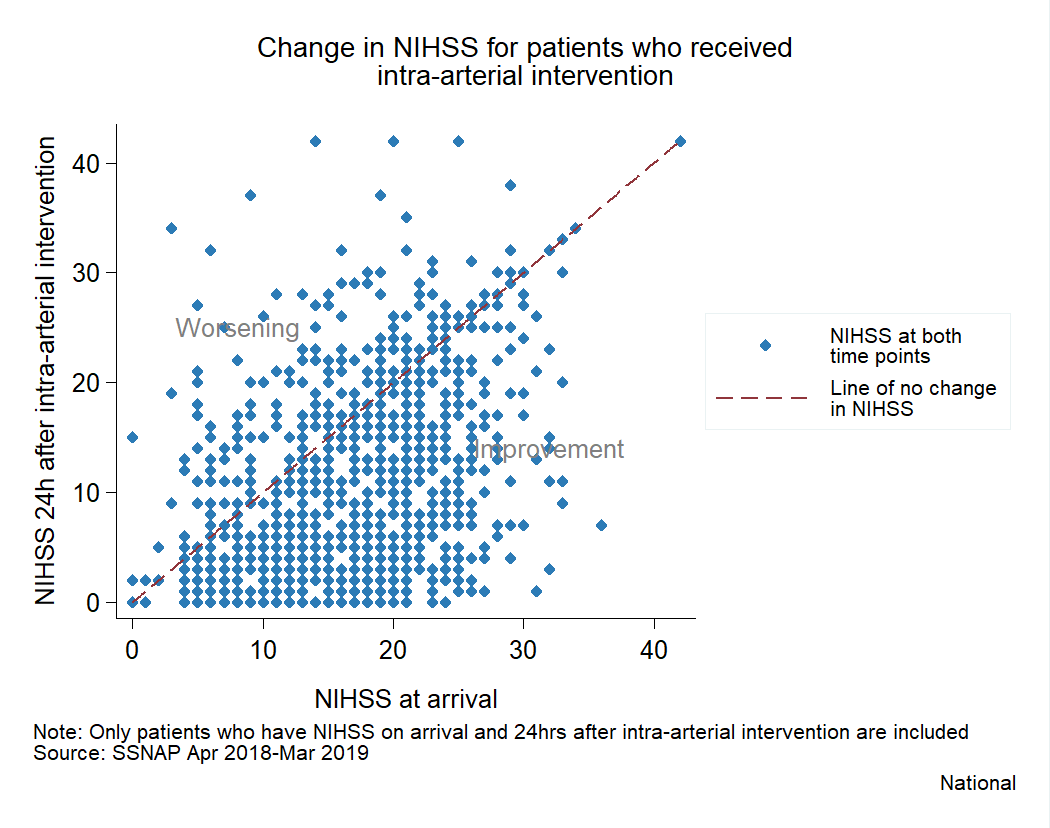 Change in NIHSS for patients who received
intra-arterial intervention
NIHSS 24h after intra-arterial intervention
40
30
20
10
0
Worsening
Improvement
0 10 20 30 40
NIHSS at arrival
NIHSS at both
time points
Line of no change
in NIHSS
Note: Only patients who have NIHSS on arrival and 24hrs after intra-arterial intervention are included
Source: SSNAP Apr 2018-Mar 2019
National